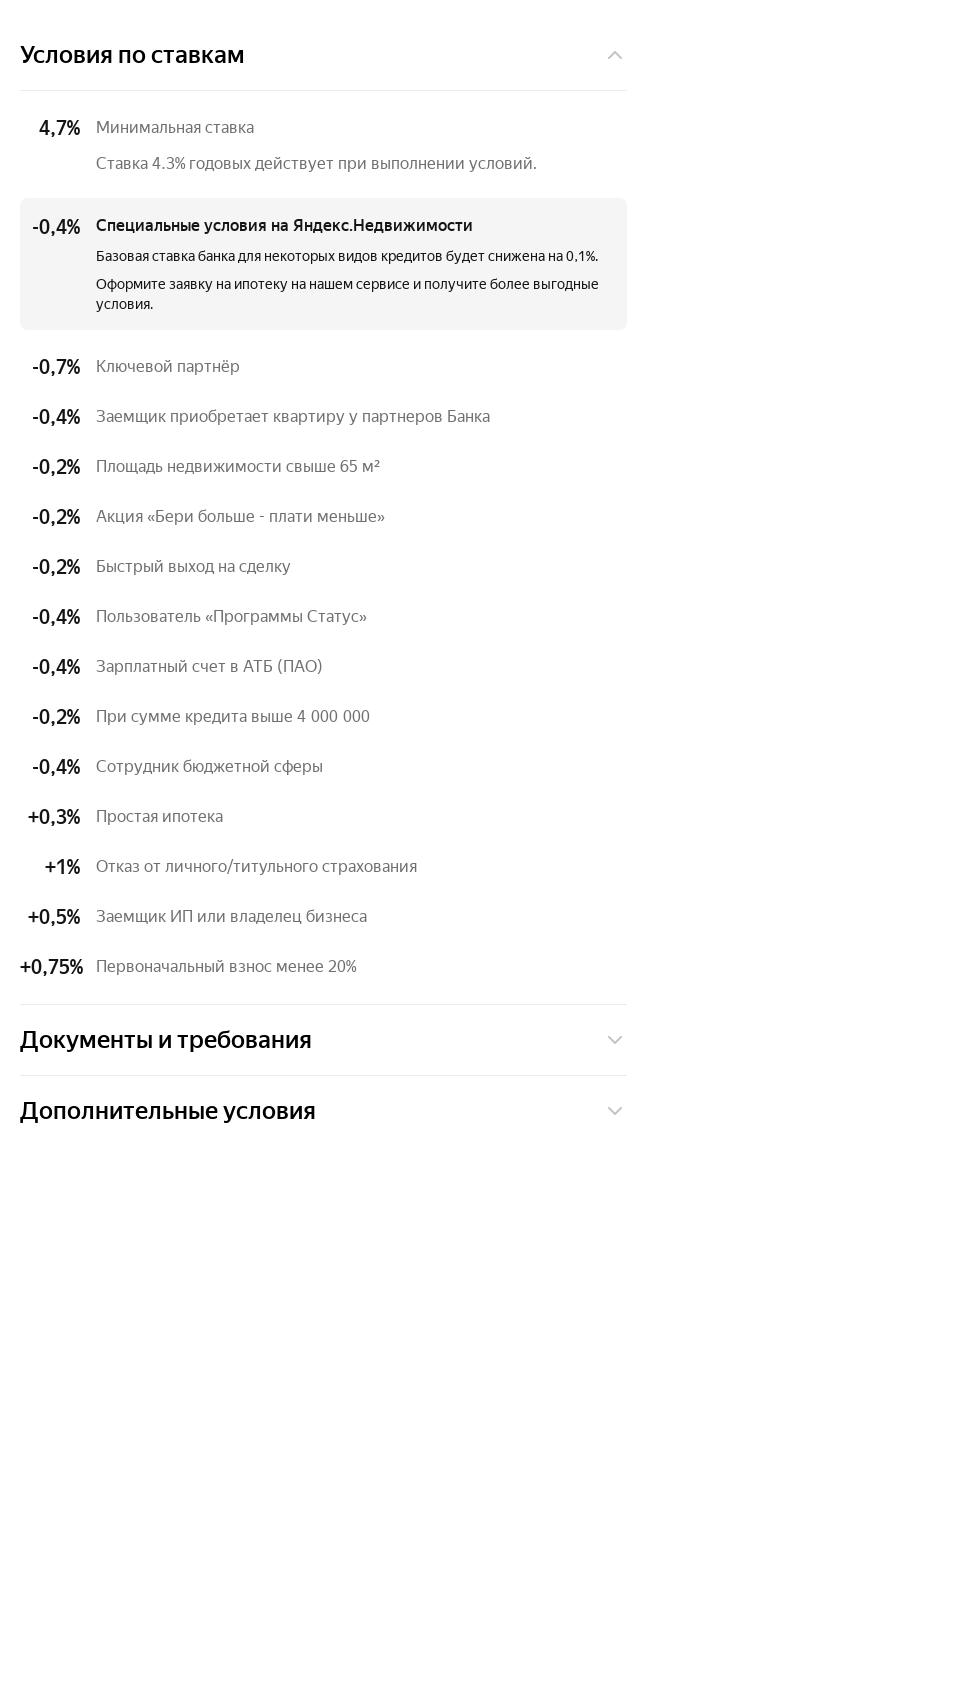 Условия по ставкам
4,7% Минимальная ставка
Ставка 4.3% годовых действует при выполнении условий.
-0,4% Специальные условия на Яндекс.Недвижимости
Базовая ставка банка для некоторых видов кредитов будет снижена на 0,1%.
Оформите заявку на ипотеку на нашем сервисе и получите более выгодные
условия.
-0,7% Ключевой партнёр
-0,4% Заемщик приобретает квартиру у партнеров Банка
-0,2% Площадь недвижимости свыше 65 м²
-0,2% Акция «Бери больше - плати меньше»
-0,2% Быстрый выход на сделку
-0,4% Пользователь «Программы Статус»
-0,4% Зарплатный счет в АТБ (ПАО)
-0,2% При сумме кредита выше 4 000 000
-0,4% Сотрудник бюджетной сферы
+0,3% Простая ипотека
+1% Отказ от личного/титульного страхования
+0,5% Заемщик ИП или владелец бизнеса
+0,75% Первоначальный взнос менее 20%
Документы и требования
Дополнительные условия